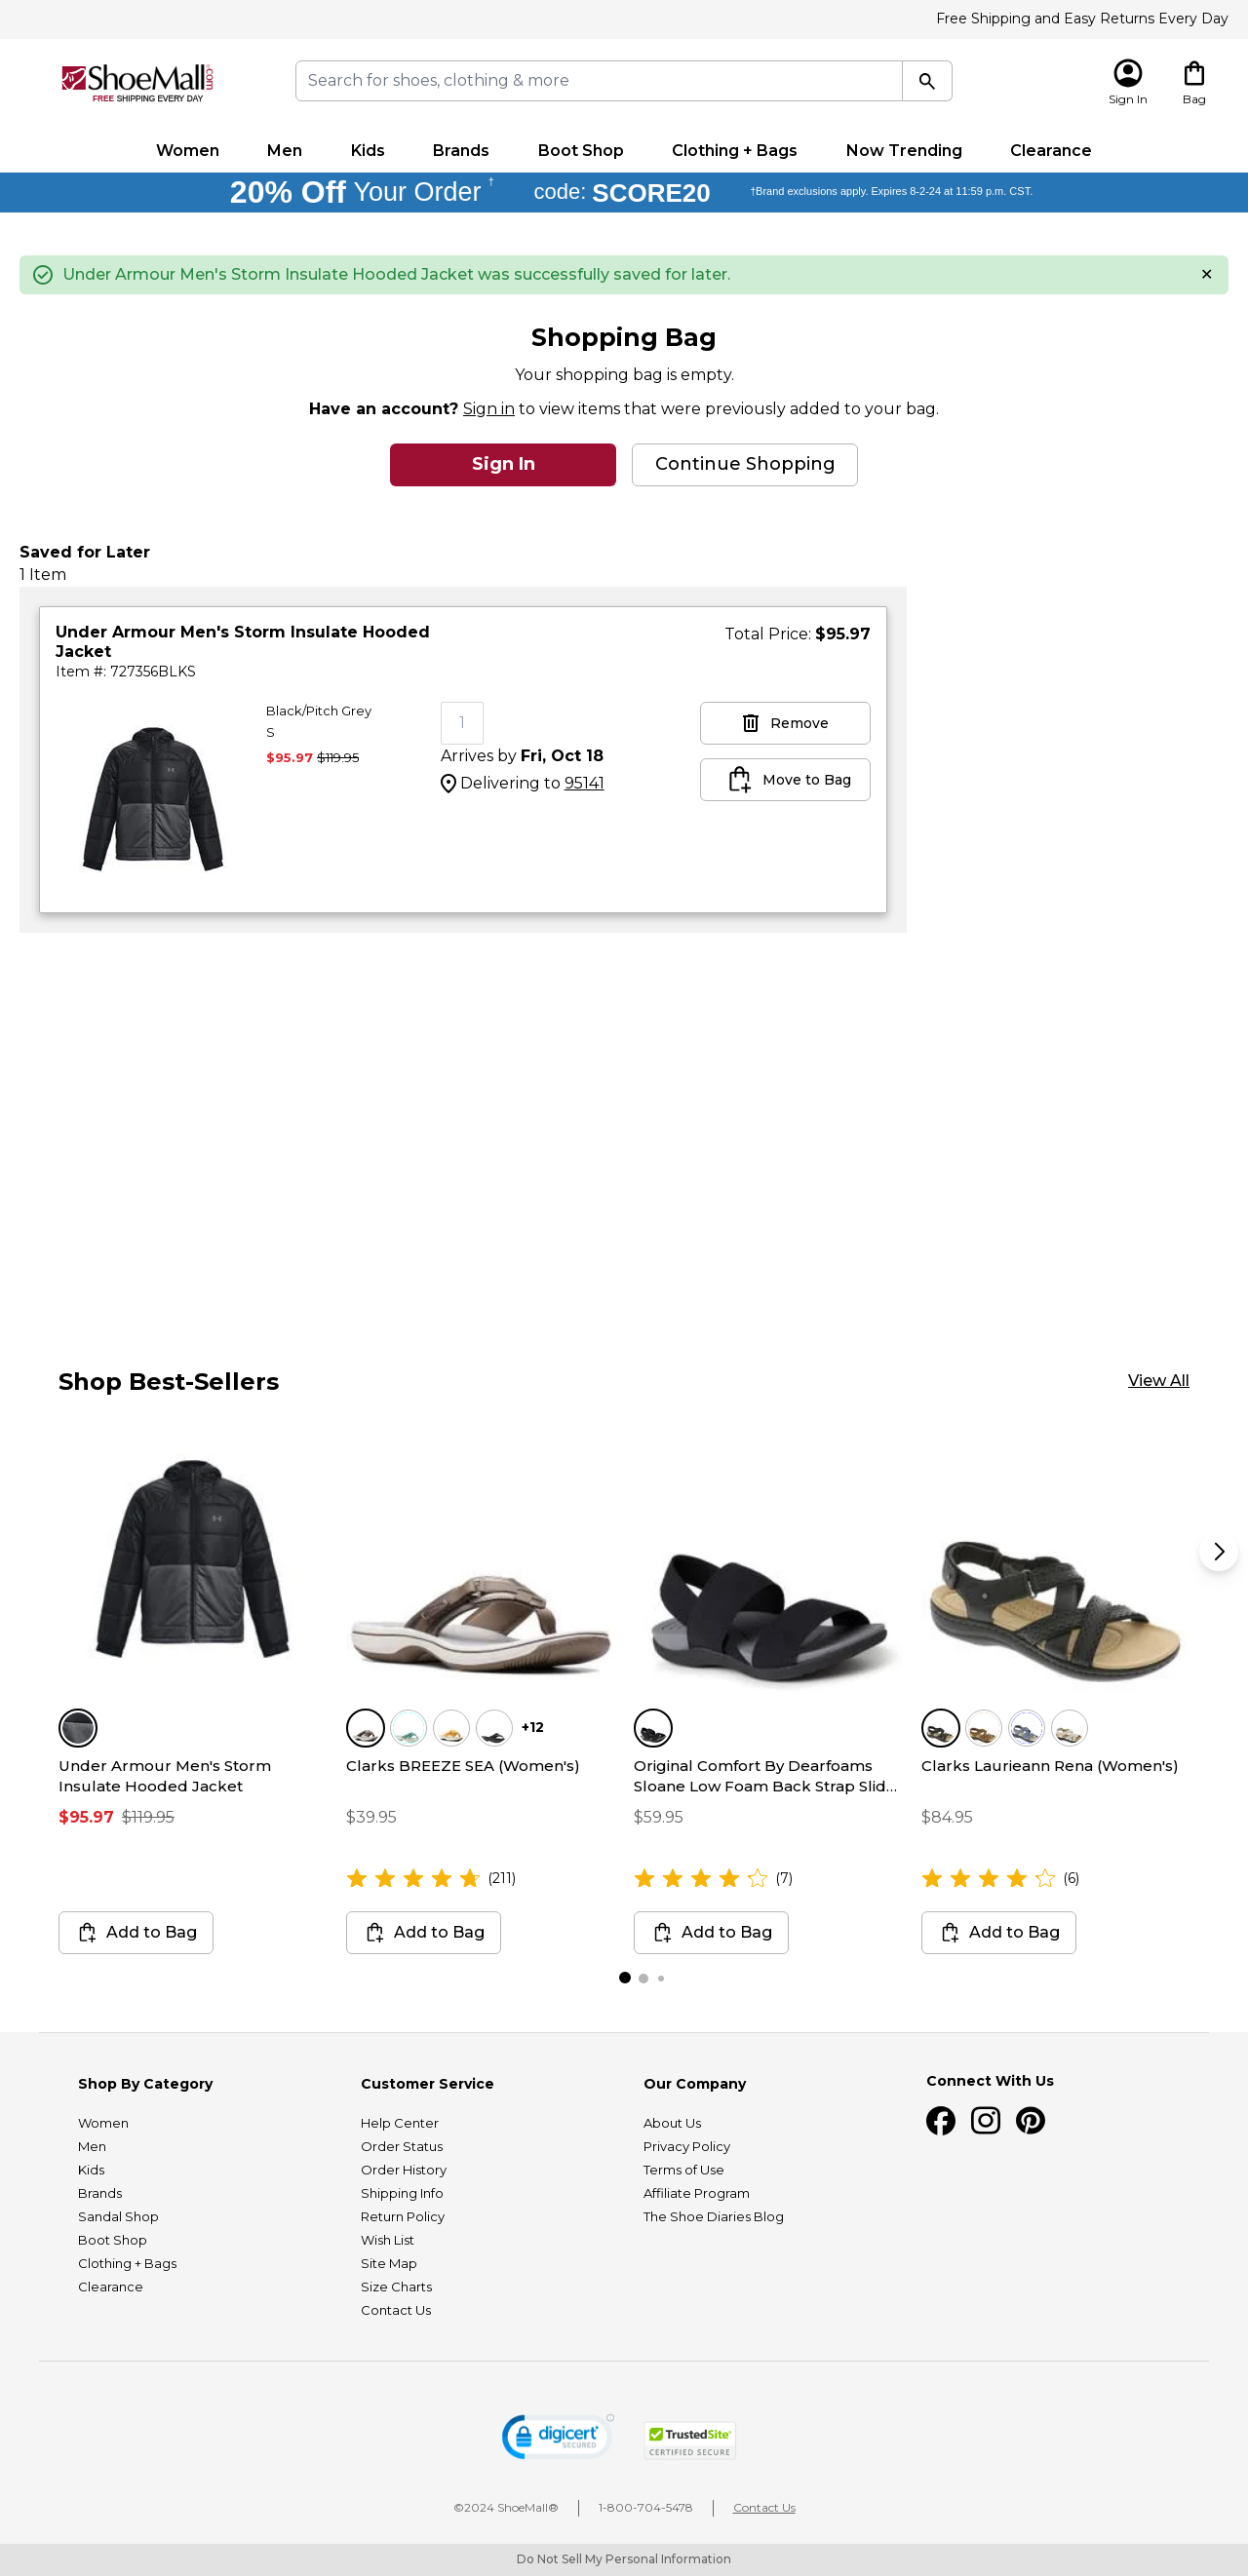 Free Shipping and Easy Returns Every Day
ShoeMall.com
FREE SHIPPING EVERY DAY
Search for shoes, clothing & more
Sign In
Bag
Women Men Kids Brands Boot Shop Clothing + Bags Now Trending Clearance
20% Off Your Order † code: SCORE20 †Brand exclusions apply. Expires 8-2-24 at 11:59 p.m. CST.
Under Armour Men's Storm Insulate Hooded Jacket was successfully saved for later.
Shopping Bag
Your shopping bag is empty.
Have an account? Sign in to view items that were previously added to your bag.
Sign In
Continue Shopping
Saved for Later
1 Item
Under Armour Men's Storm Insulate Hooded
Jacket
Total Price: $95.97
Item #: 727356BLKS
Black/Pitch Grey
S
$95.97 $119.95
1
Arrives by Fri, Oct 18
Delivering to 95141
Remove
Move to Bag
Shop Best-Sellers
View All
+12
Under Armour Men's Storm
Insulate Hooded Jacket
$95.97 $119.95
Add to Bag
Clarks BREEZE SEA (Women's)
$39.95
(211)
Add to Bag
Original Comfort By Dearfoams
Sloane Low Foam Back Strap Slid...
$59.95
(7)
Add to Bag
Clarks Laurieann Rena (Women's)
$84.95
(6)
Add to Bag
Shop By Category
Women
Men
Kids
Brands
Sandal Shop
Boot Shop
Clothing + Bags
Clearance
Customer Service
Help Center
Order Status
Order History
Shipping Info
Return Policy
Wish List
Site Map
Size Charts
Contact Us
Our Company
About Us
Privacy Policy
Terms of Use
Affiliate Program
The Shoe Diaries Blog
Connect With Us
digicert
SECURED
TrustedSite
CERTIFIED SECURE
©2024 ShoeMall®
1-800-704-5478
Contact Us
Do Not Sell My Personal Information